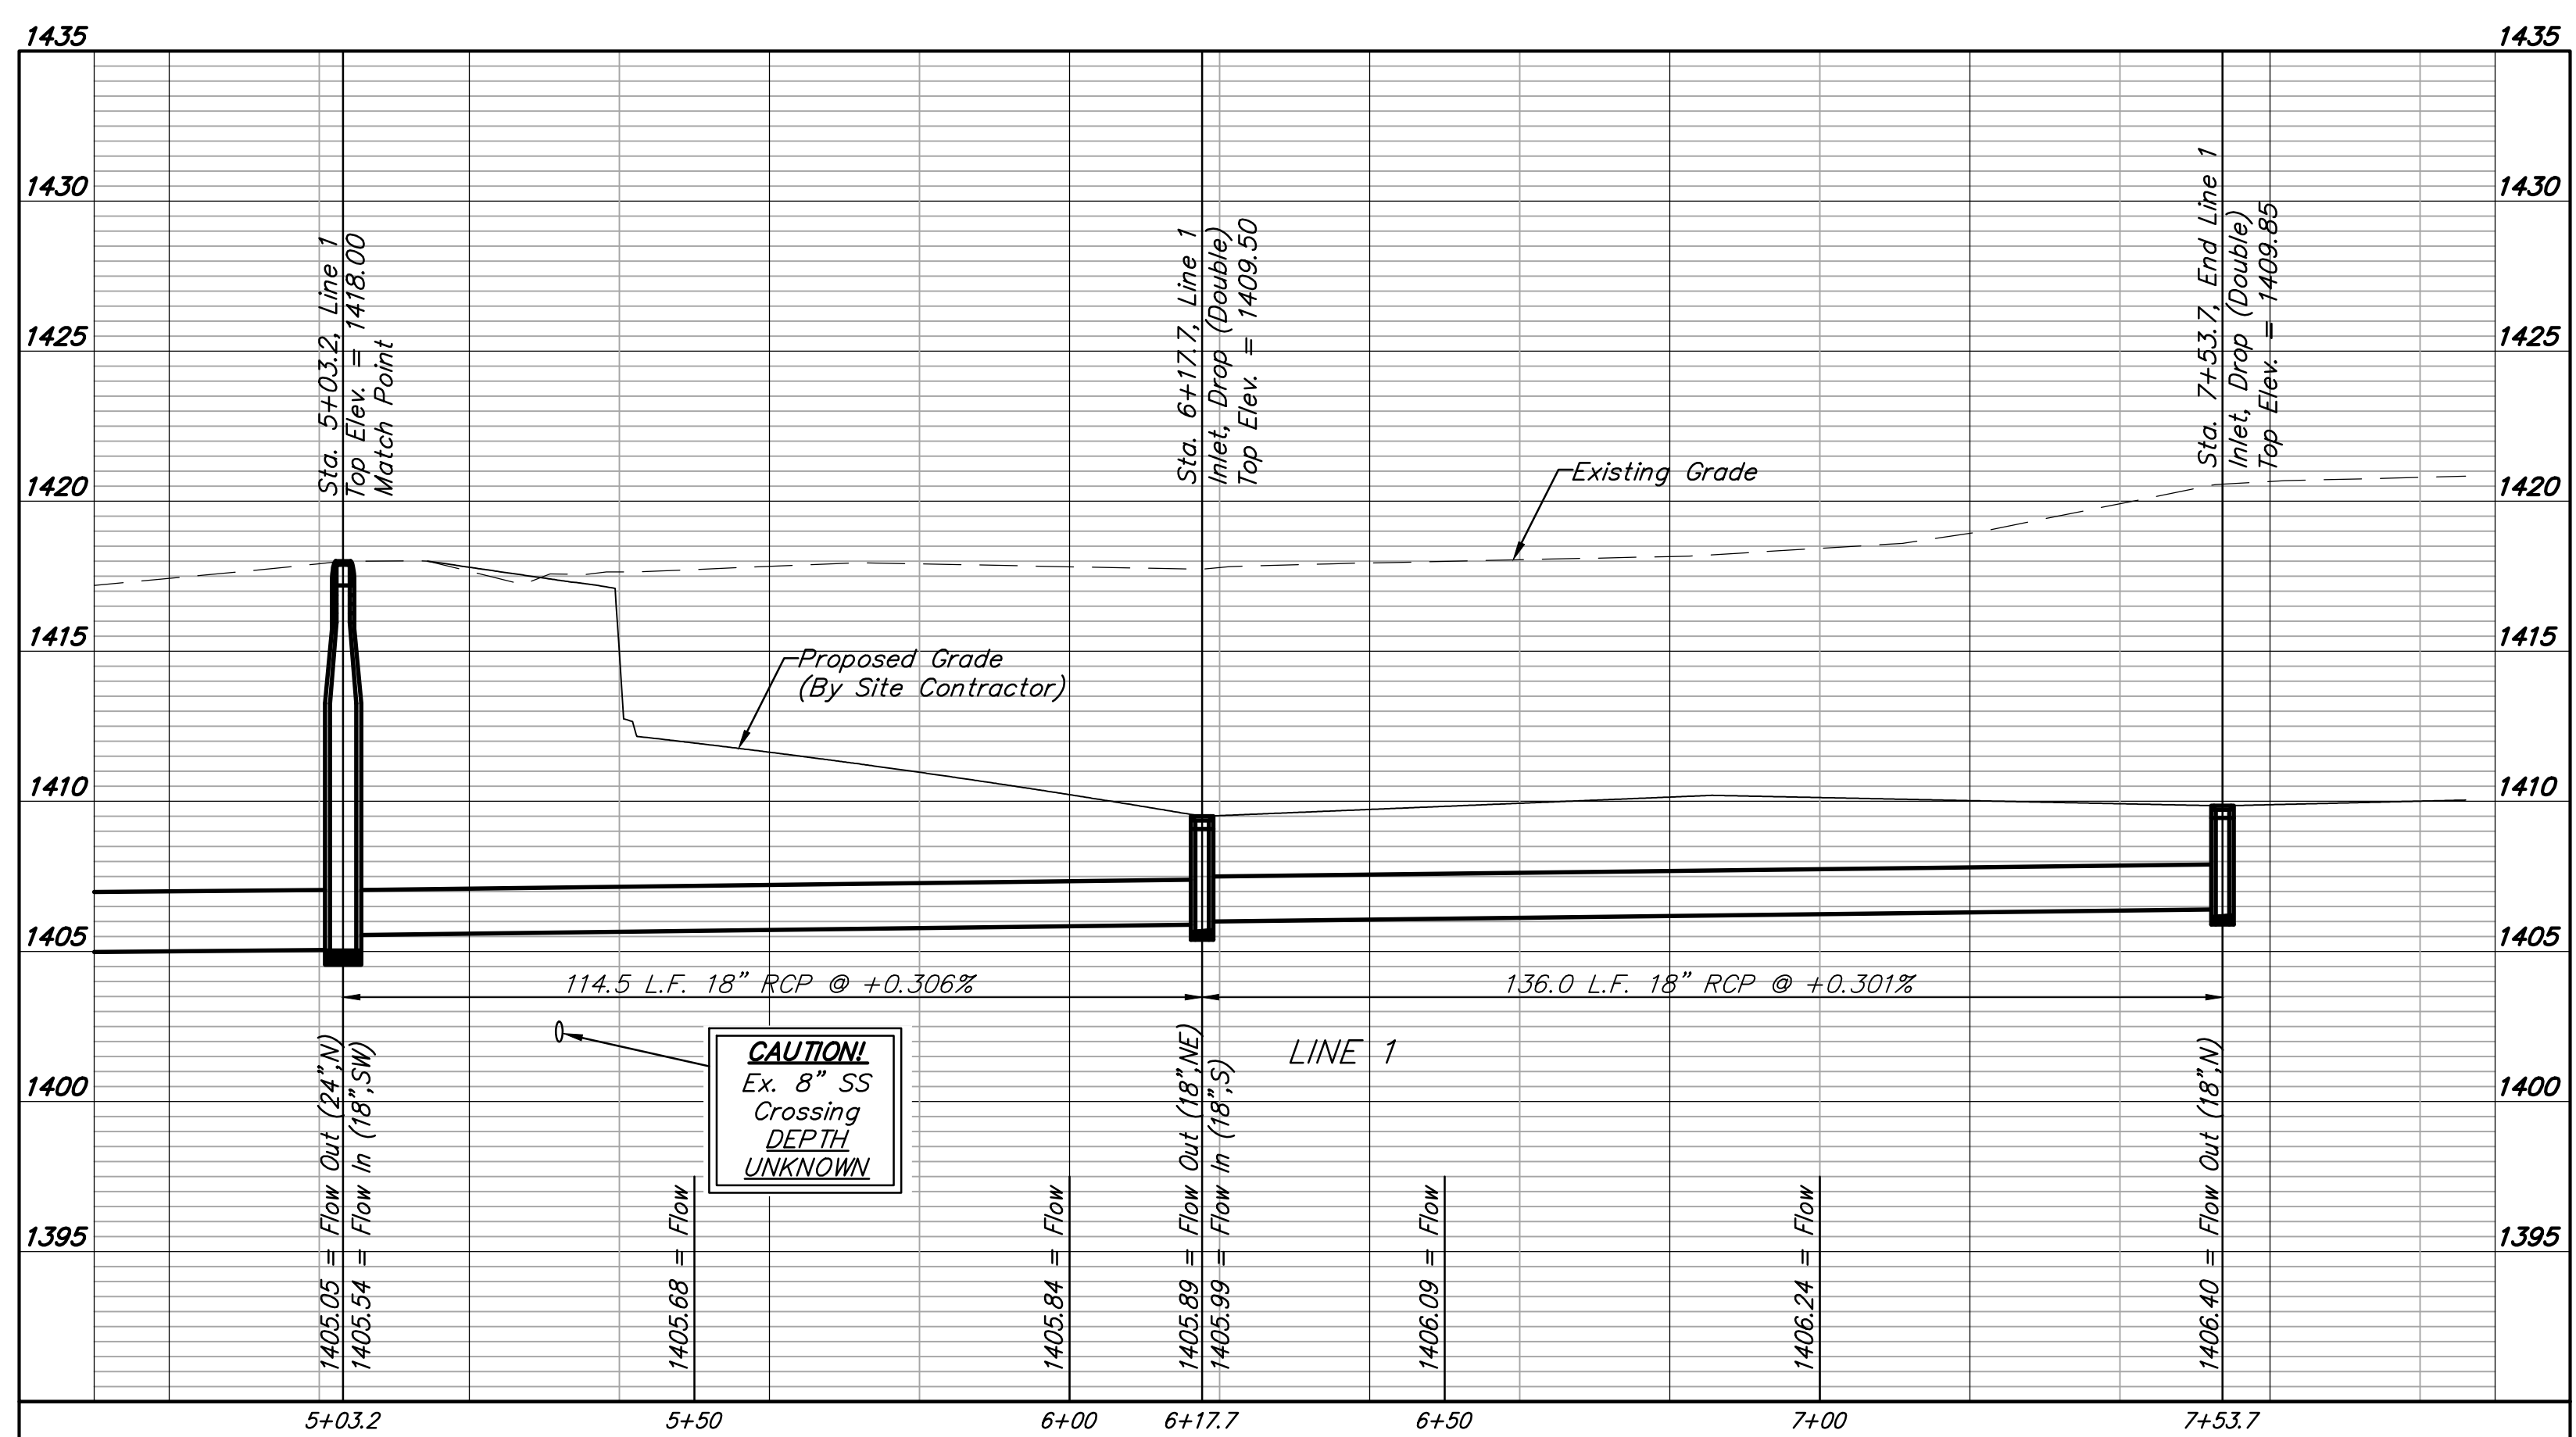 1435
1435
1430
1430
1425
1425
1420
1420
1415
1415
1410
1410
1405
1405
1400
1400
1395
1395
Sta. 5+03.2, Line 1
Top Elev. = 1418.00
Match Point
Sta. 6+17.7, Line 1
Inlet, Drop (Double)
Top Elev. = 1409.50
Sta. 7+53.7, End Line 1
Inlet, Drop (Double)
Top Elev. = 1409.85
Existing Grade
Proposed Grade
(By Site Contractor)
114.5 L.F. 18" RCP @ +0.306%
136.0 L.F. 18" RCP @ +0.301%
CAUTION!
Ex. 8" SS
Crossing
DEPTH
UNKNOWN
LINE 1
1405.05 = Flow Out (24",N)
1405.54 = Flow In (18",SW)
1405.68 = Flow
1405.84 = Flow
1405.89 = Flow Out (18",NE)
1405.99 = Flow In (18",S)
1406.09 = Flow
1406.24 = Flow
1406.40 = Flow Out (18",N)
5+03.2
5+50
6+00
6+17.7
6+50
7+00
7+53.7